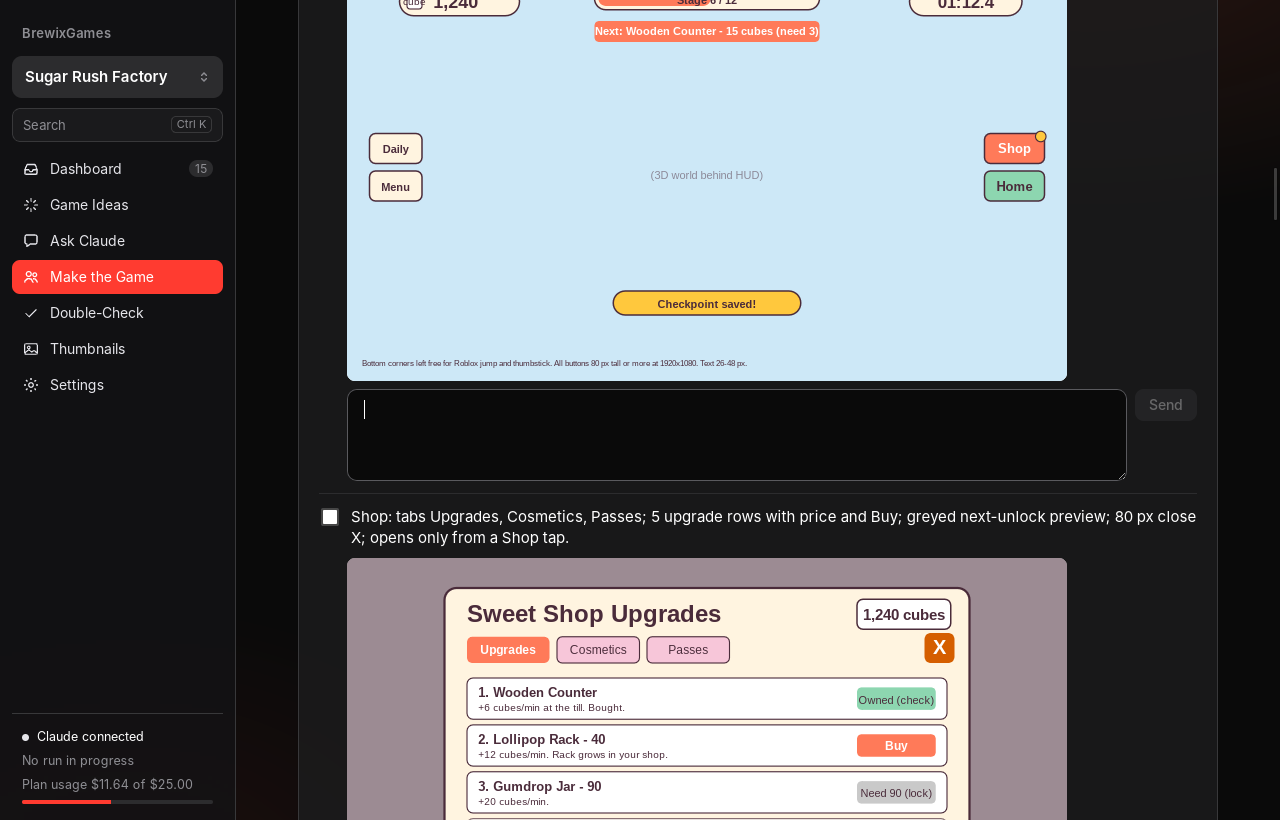 BrewixGames
Sugar Rush Factory
Search
Ctrl K
Dashboard
15
Game Ideas
Ask Claude
Make the Game
Double-Check
Thumbnails
Settings
Claude connected
No run in progress
Plan usage $11.64 of $25.00
cube
1,240
Stage 6 / 12
01:12.4
Next: Wooden Counter - 15 cubes (need 3)
Daily
Menu
(3D world behind HUD)
Shop
Home
Checkpoint saved!
Bottom corners left free for Roblox jump and thumbstick. All buttons 80 px tall or more at 1920x1080. Text 26-48 px.
Send
Shop: tabs Upgrades, Cosmetics, Passes; 5 upgrade rows with price and Buy; greyed next-unlock preview; 80 px close
X; opens only from a Shop tap.
Sweet Shop Upgrades
1,240 cubes
X
Upgrades
Cosmetics
Passes
1. Wooden Counter
+6 cubes/min at the till. Bought.
Owned (check)
2. Lollipop Rack - 40
+12 cubes/min. Rack grows in your shop.
Buy
3. Gumdrop Jar - 90
+20 cubes/min.
Need 90 (lock)